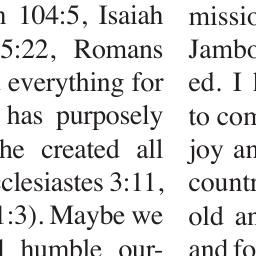 104:5, Isaiah
5:22, Romans
everything for
has purposely
he created all
clesiastes 3:11,
1:3). Maybe we
humble our-
missio
Jambo
ed. I
to com
joy an
countr
old an
and fo